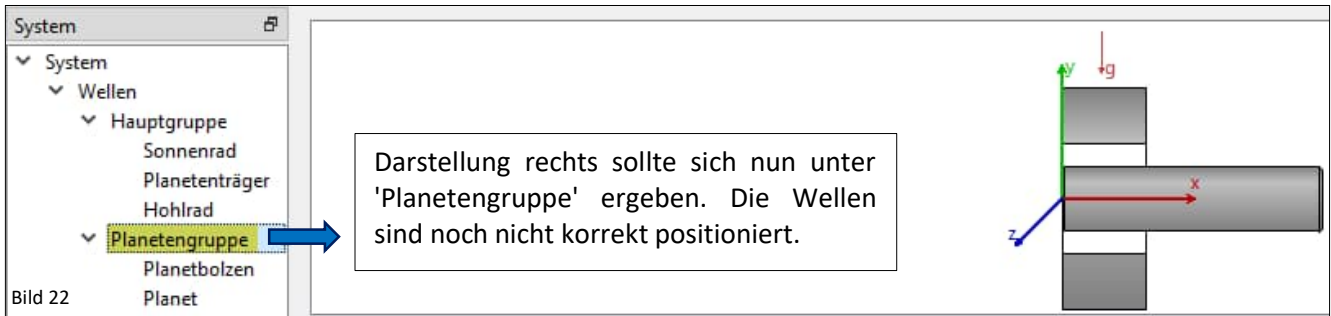 System
System
Wellen
Hauptgruppe
Sonnenrad
Planetenträger
Hohlrad
Planetengruppe
Planetbolzen
Planet
Bild 22
Darstellung rechts sollte sich nun unter
'Planetengruppe' ergeben. Die Wellen
sind noch nicht korrekt positioniert.
y
g
x
z